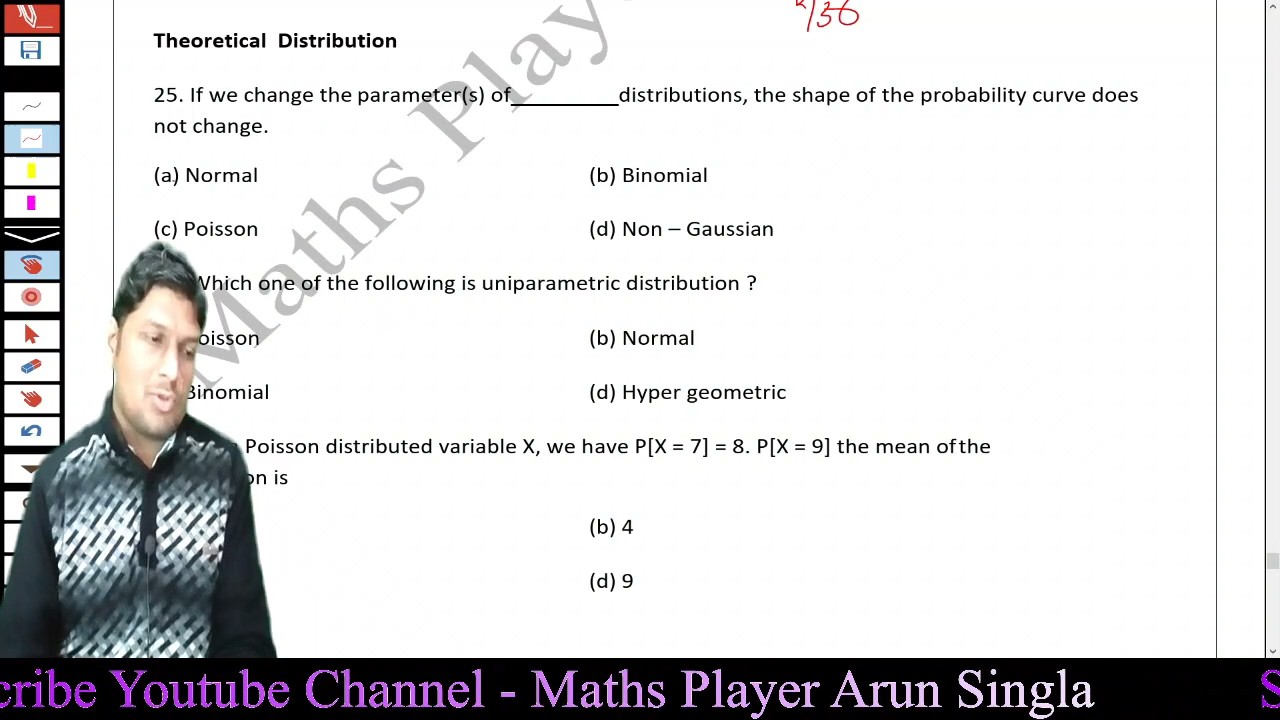 /36
Theoretical Distribution
25. If we change the parameter(s) of_________distributions, the shape of the probability curve does
not change.
(a) Normal
(b) Binomial
(c) Poisson
(d) Non – Gaussian
Which one of the following is uniparametric distribution ?
oisson
(b) Normal
Binomial
(d) Hyper geometric
Poisson distributed variable X, we have P[X = 7] = 8. P[X = 9] the mean of the
on is
(b) 4
(d) 9
Maths Play
cribe Youtube Channel - Maths Player Arun Singla S